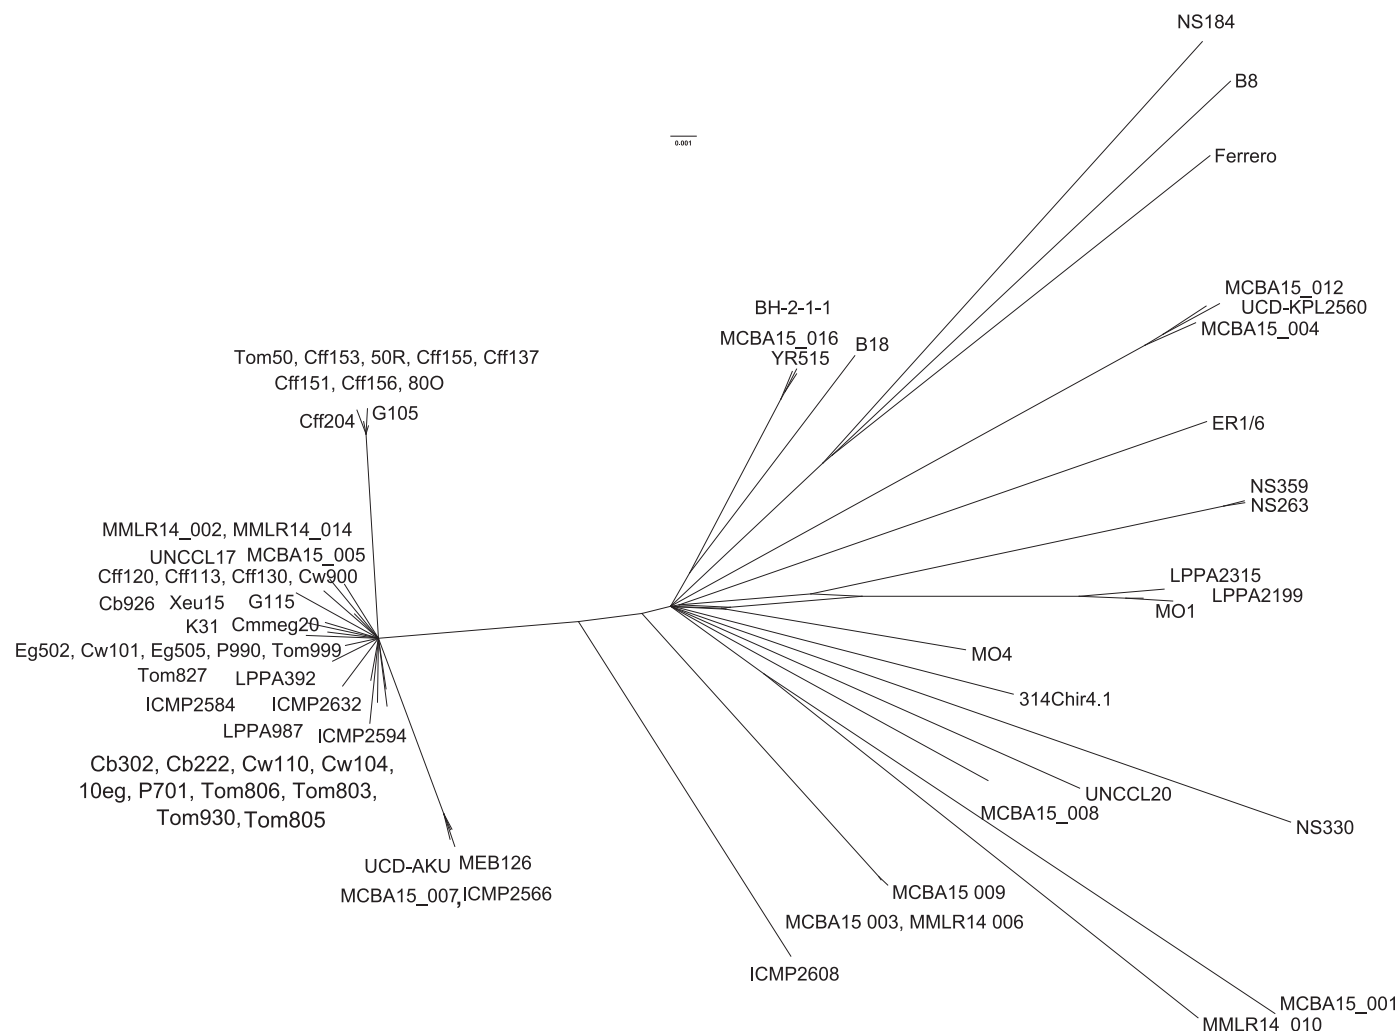 NS184
B8
0.001
Ferrero
MCBA15_012
BH-2-1-1
UCD-KPL2560
MCBA15_004
MCBA15_016
B18
YR515
Tom50, Cff153, 50R, Cff155, Cff137
Cff151, Cff156, 80O
G105
Cff204
ER1/6
NS359
NS263
MMLR14_002, MMLR14_014
UNCCL17
MCBA15_005
Cff120, Cff113, Cff130, Cw900
LPPA2315
LPPA2199
Cb926
Xeu15
G115
MO1
K31
Cmmeg20
Eg502, Cw101, Eg505, P990, Tom999
MO4
Tom827
LPPA392
ICMP2584
ICMP2632
314Chir4.1
LPPA987
ICMP2594
Cb302, Cb222, Cw110, Cw104,
10eg, P701, Tom806, Tom803,
Tom930, Tom805
UNCCL20
MCBA15_008
NS330
UCD-AKU
MEB126
MCBA15_007, ICMP2566
MCBA15 009
MCBA15 003, MMLR14 006
ICMP2608
MCBA15_001
MMLR14_010